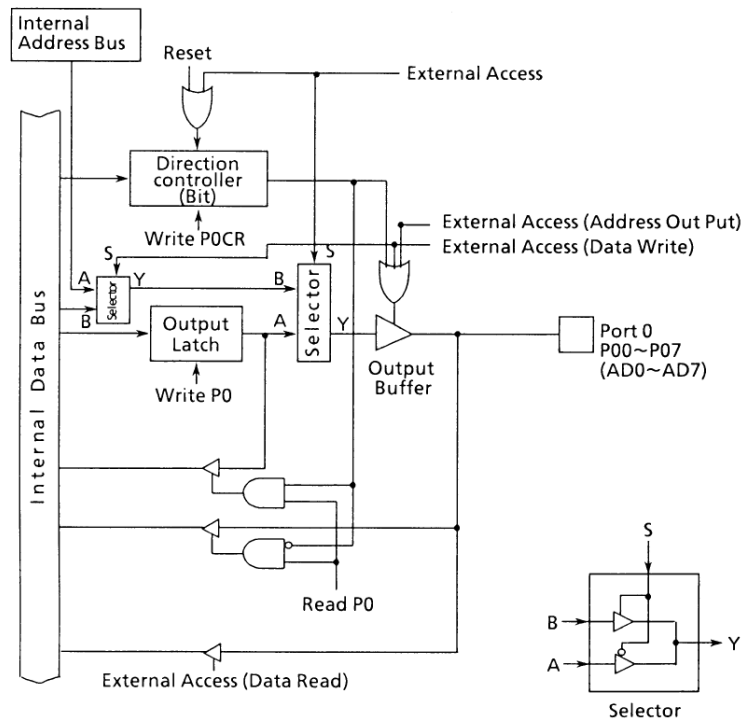 Internal
Address Bus
Reset
External Access
Direction
controller
(Bit)
Write P0CR
External Access (Address Out Put)
External Access (Data Write)
S
S
A
Y
B
Selector
B
Output
Latch
A
Selector
Y
Output
Buffer
Port 0
P00~P07
(AD0~AD7)
Write P0
Internal Data Bus
Read P0
External Access (Data Read)
S
B
A
Y
Selector